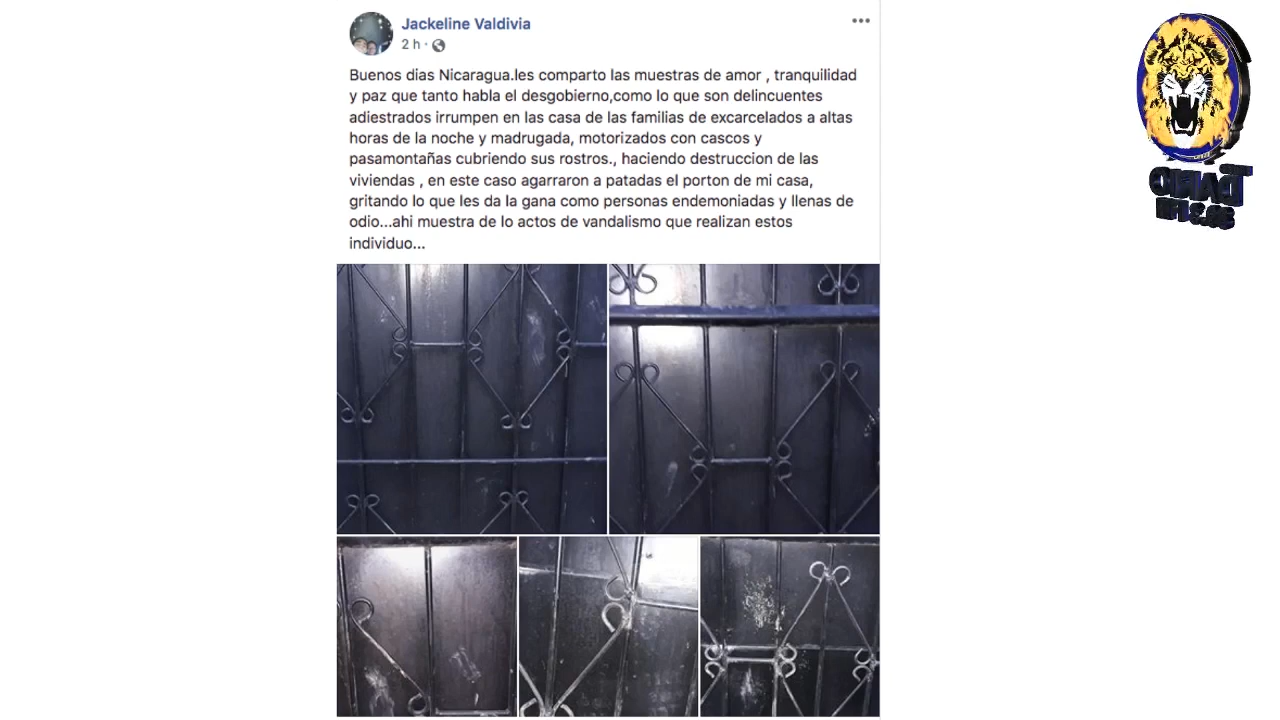 Jackeline Valdivia
2 h ·
Buenos dias Nicaragua.les comparto las muestras de amor , tranquilidad
y paz que tanto habla el desgobierno,como lo que son delincuentes
adiestrados irrumpen en las casa de las familias de excarcelados a altas
horas de la noche y madrugada, motorizados con cascos y
pasamontañas cubriendo sus rostros., haciendo destruccion de las
viviendas , en este caso agarraron a patadas el porton de mi casa,
gritando lo que les da la gana como personas endemoniadas y llenas de
odio...ahi muestra de lo actos de vandalismo que realizan estos
individuo...